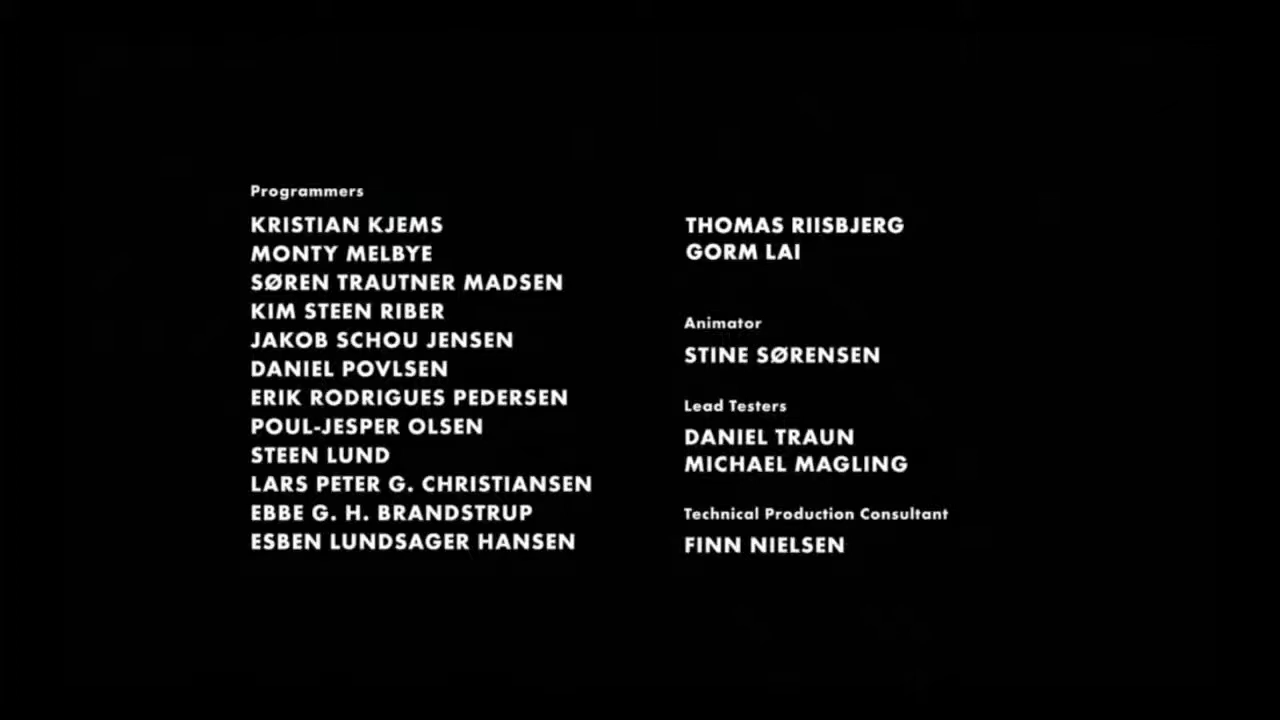 Programmers
KRISTIAN KJEMS
MONTY MELBYE
SØREN TRAUTNER MADSEN
KIM STEEN RIBER
JAKOB SCHOU JENSEN
DANIEL POVLSEN
ERIK RODRIGUES PEDERSEN
POUL-JESPER OLSEN
STEEN LUND
LARS PETER G. CHRISTIANSEN
EBBE G. H. BRANDSTRUP
ESBEN LUNDSAGER HANSEN
THOMAS RIISBJERG
GORM LAI
Animator
STINE SØRENSEN
Lead Testers
DANIEL TRAUN
MICHAEL MAGLING
Technical Production Consultant
FINN NIELSEN